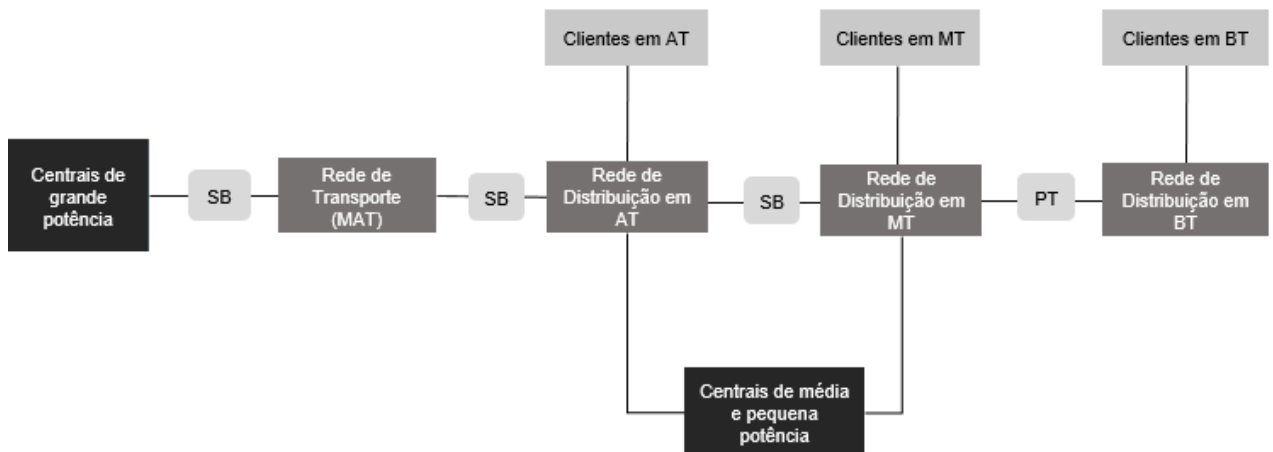 Clientes em AT
Clientes em MT
Clientes em BT
Centrais de
grande
potência
SB
Rede de
Transporte
(MAT)
SB
Rede de
Distribuição em
AT
SB
Rede de
Distribuição em
MT
PT
Rede de
Distribuição em
BT
Centrais de média
e pequena
potência